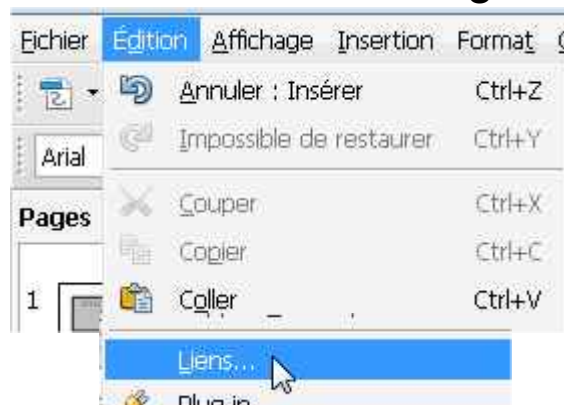 Fichier Édition Affichage Insertion Format
Annuler : Insérer Ctrl+Z
Impossible de restaurer Ctrl+Y
Arial
Couper Ctrl+X
Pages
Copier Ctrl+C
1
Coller Ctrl+V
Liens...
Plug-in